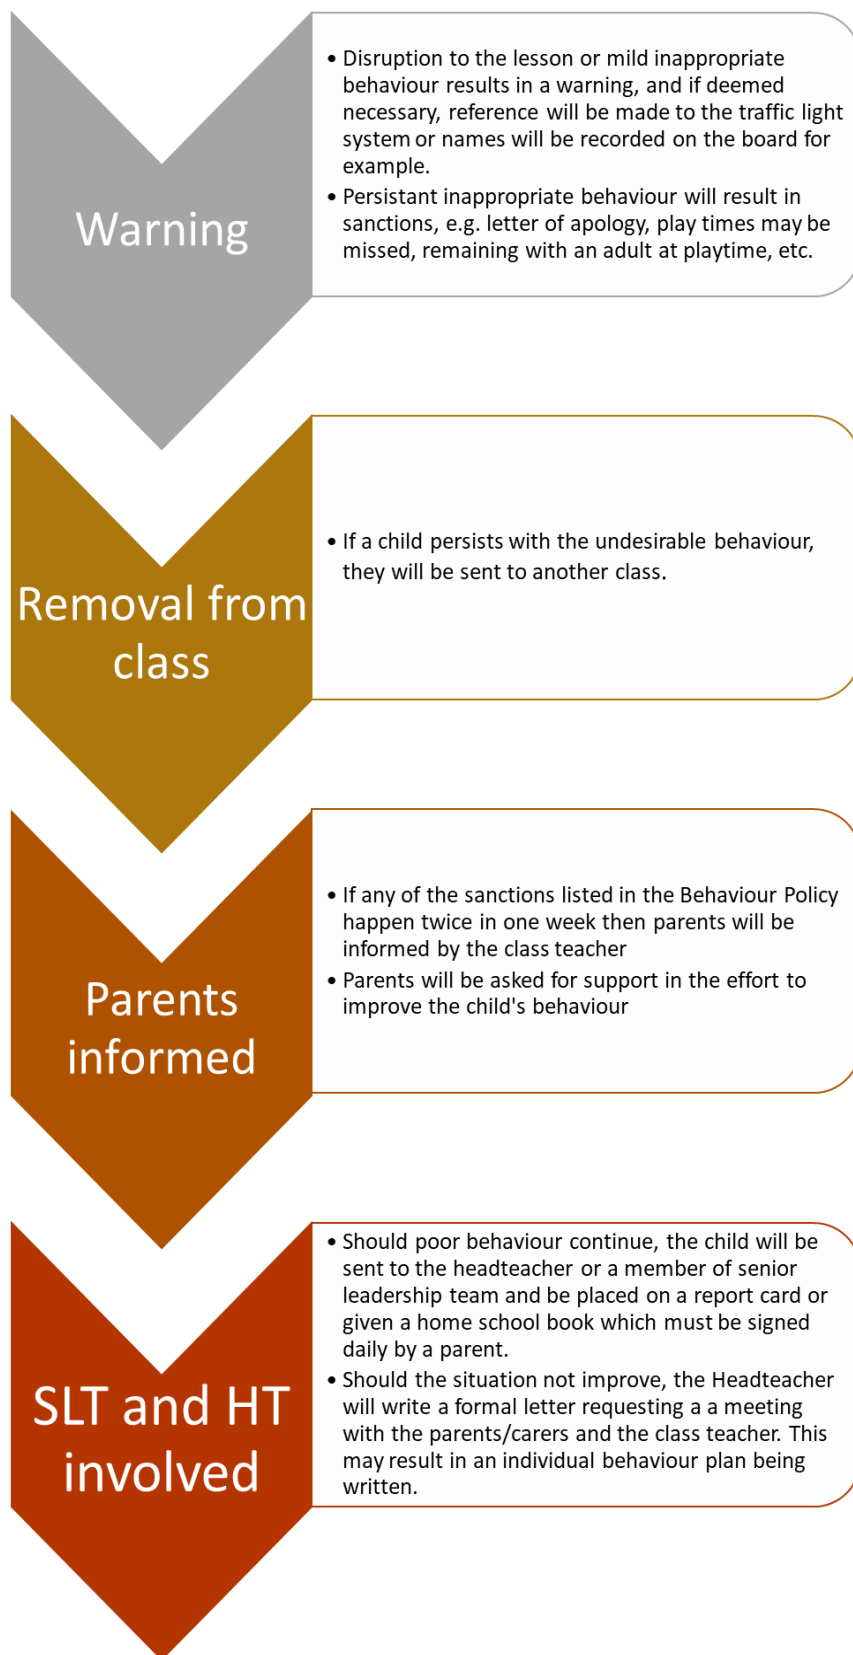 Warning
• Disruption to the lesson or mild inappropriate
behaviour results in a warning, and if deemed
necessary, reference will be made to the traffic light
system or names will be recorded on the board for
example.
• Persistant inappropriate behaviour will result in
sanctions, e.g. letter of apology, play times may be
missed, remaining with an adult at playtime, etc.
Removal from
class
• If a child persists with the undesirable behaviour,
they will be sent to another class.
Parents
informed
• If any of the sanctions listed in the Behaviour Policy
happen twice in one week then parents will be
informed by the class teacher
• Parents will be asked for support in the effort to
improve the child's behaviour
SLT and HT
involved
• Should poor behaviour continue, the child will be
sent to the headteacher or a member of senior
leadership team and be placed on a report card or
given a home school book which must be signed
daily by a parent.
• Should the situation not improve, the Headteacher
will write a formal letter requesting a a meeting
with the parents/carers and the class teacher. This
may result in an individual behaviour plan being
written.